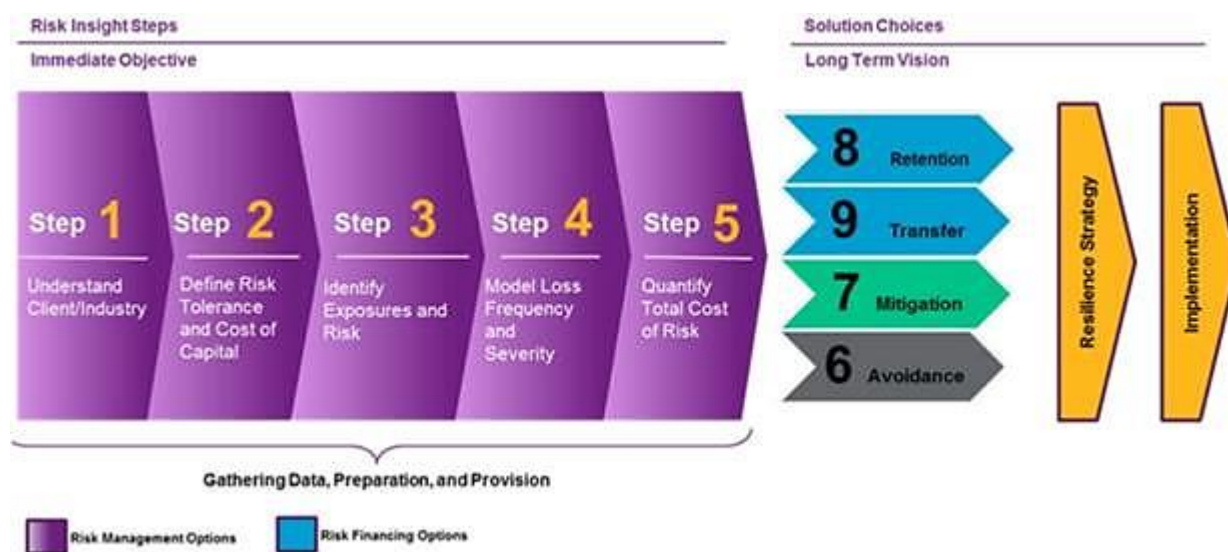 Risk Insight Steps
Immediate Objective
Solution Choices
Long Term Vision
Step 1
Understand
Client/Industry
Step 2
Define Risk
Tolerance
and Cost of
Capital
Step 3
Identify
Exposures and
Risk
Step 4
Model Loss
Frequency
and
Severity
Step 5
Quantify
Total Cost
of Risk
8 Retention
9 Transfer
7 Mitigation
6 Avoidance
Resilience Strategy
Implementation
Gathering Data, Preparation, and Provision
Risk Management Options
Risk Financing Options